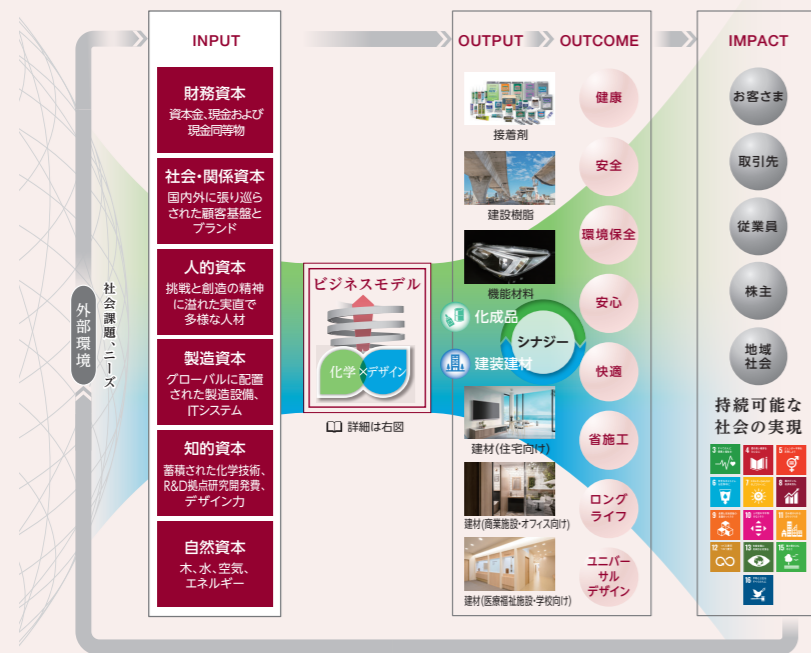 社会課題、ニーズ
外部環境
INPUT
財務資本
資本金、現金および
現金同等物
社会・関係資本
国内外に張り巡ら
された顧客基盤と
ブランド
人的資本
挑戦と創造の精神
に溢れた実直で
多様な人材
製造資本
グローバルに配置
された製造設備、
ITシステム
知的資本
蓄積された化学技術、
R&D拠点研究開発費、
デザイン力
自然資本
木、水、空気、
エネルギー
ビジネスモデル
化学×デザイン
詳細は右図
OUTPUT
OUTCOME
接着剤
建設樹脂
機能材料
化成品
シナジー
建装建材
建材(住宅向け)
建材(商業施設・オフィス向け)
建材(医療福祉施設・学校向け)
健康
安全
環境保全
安心
快適
省施工
ロング
ライフ
ユニバー
サル
デザイン
IMPACT
お客さま
取引先
従業員
株主
地域
社会
持続可能な
社会の実現
3
4
5
6
7
8
9
10
11
12
13
15
16